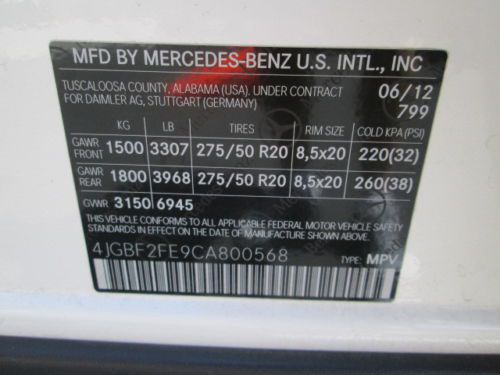 MFD BY MERCEDES-BENZ U.S. INTL., INC
TUSCALOOSA COUNTY, ALABAMA (USA). UNDER CONTRACT 06/12
FOR DAIMLER AG, STUTTGART (GERMANY) 799
KG LB TIRES RIM SIZE COLD KPA (PSI)
GAWR FRONT 1500 3307 275/50 R20 8,5x20 220(32)
GAWR REAR 1800 3968 275/50 R20 8,5x20 260(38)
GVWR 3150 6945
THIS VEHICLE CONFORMS TO ALL APPLICABLE FEDERAL MOTOR VEHICLE SAFETY
STANDARDS IN EFFECT ON THE DATE OF MANUFACTURE SHOWN ABOVE.
4JGBF2FE9CA800568 TYPE: MPV